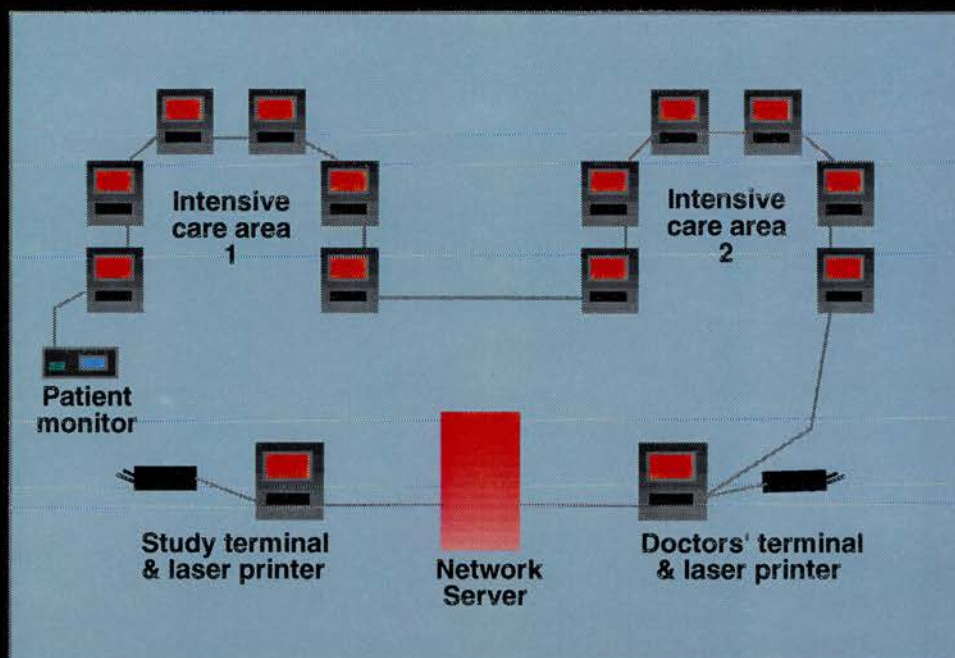 Intensive
care area
1
Intensive
care area
2
Patient
monitor
Study terminal
& laser printer
Network
Server
Doctors' terminal
& laser printer